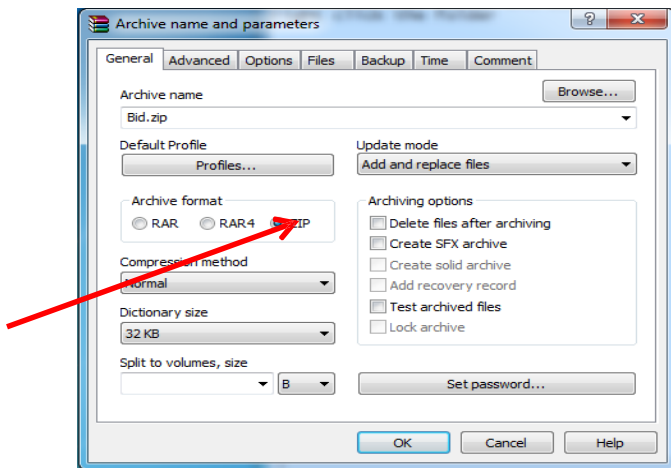 Archive name and parameters
General Advanced Options Files Backup Time Comment
Archive name
Browse...
Bid.zip
Default Profile
Profiles...
Update mode
Add and replace files
Archive format
RAR RAR4 ZIP
Compression method
Normal
Dictionary size
32 KB
Split to volumes, size
B
Archiving options
Delete files after archiving
Create SFX archive
Create solid archive
Add recovery record
Test archived files
Lock archive
Set password...
OK Cancel Help